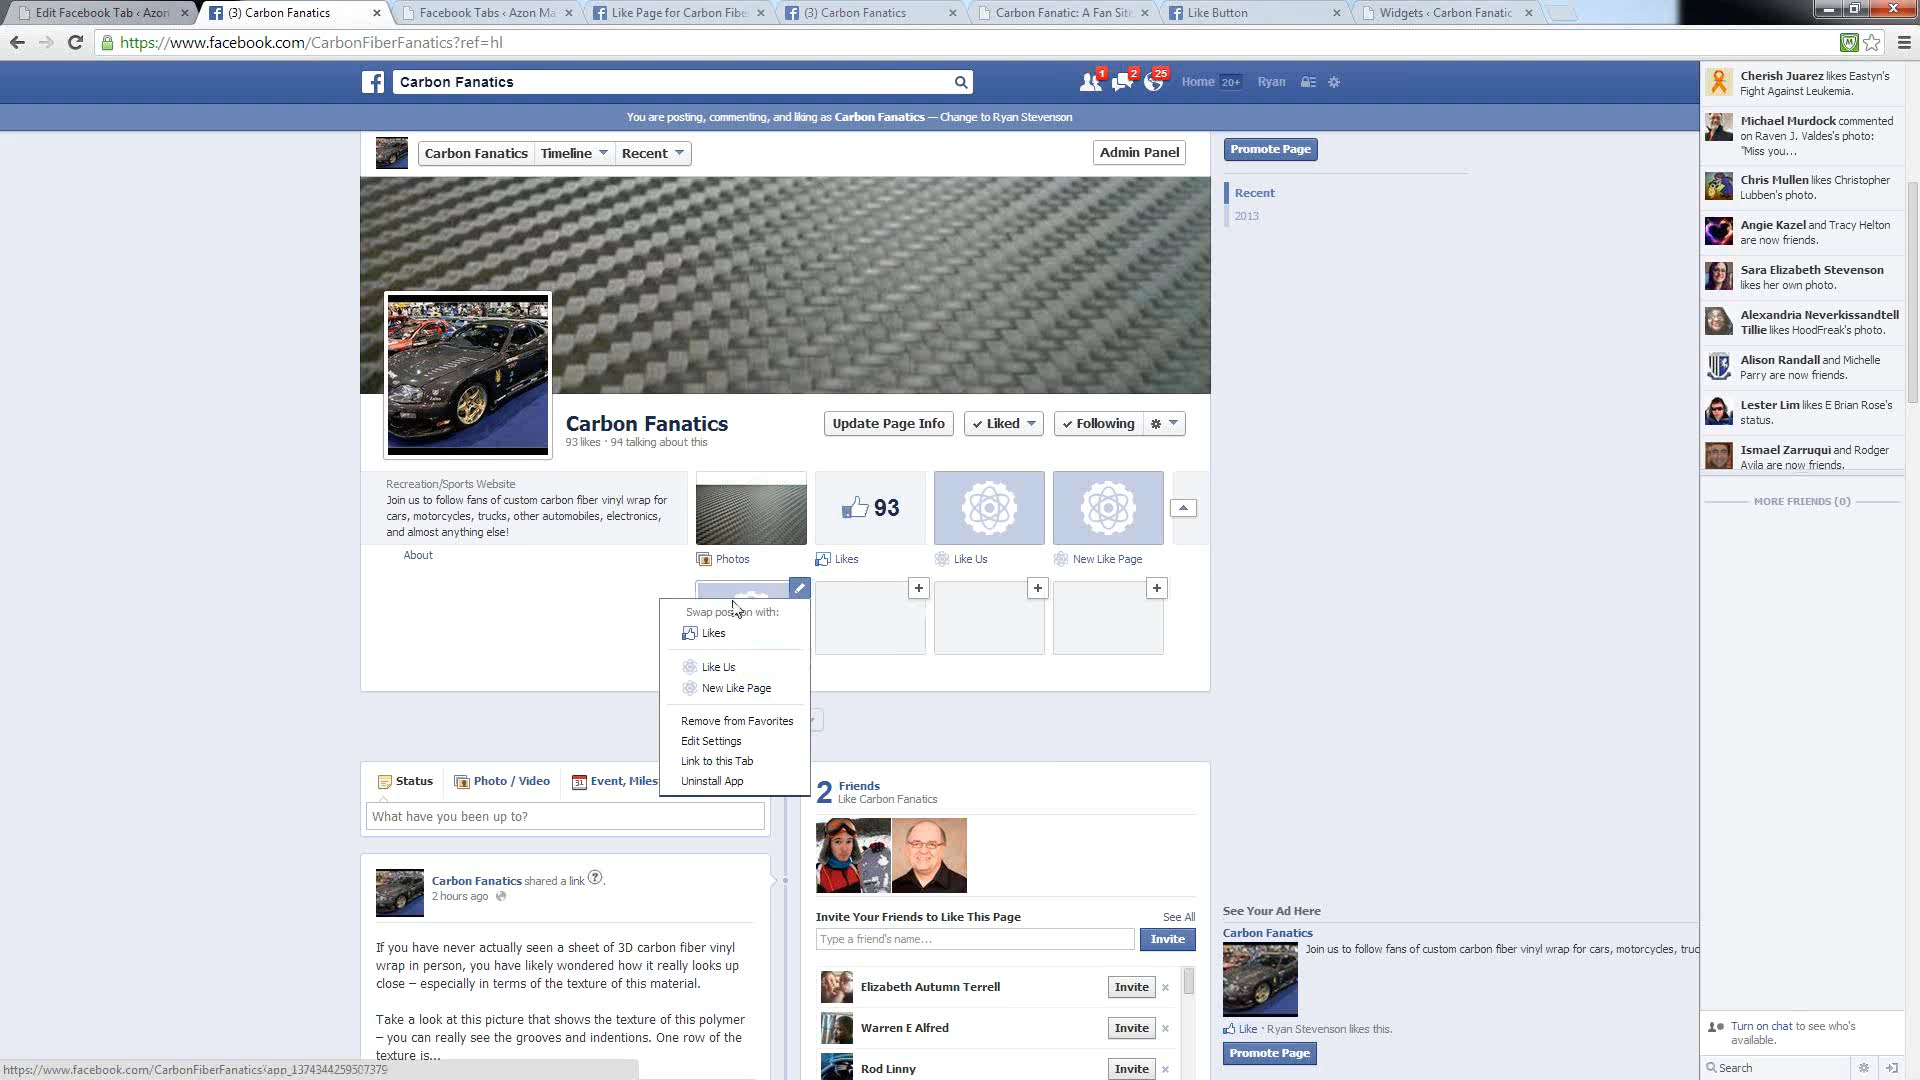 Edit Facebook Tab ‹ Azon
(3) Carbon Fanatics
Facebook Tabs ‹ Azon Ma
Like Page for Carbon Fibe
(3) Carbon Fanatics
Carbon Fanatic: A Fan Site
Like Button
Widgets ‹ Carbon Fanatic
https://www.facebook.com/CarbonFiberFanatics?ref=hl
Carbon Fanatics
1
2
25
Home 20+
Ryan
You are posting, commenting, and liking as Carbon Fanatics — Change to Ryan Stevenson
Carbon Fanatics
Timeline
Recent
Admin Panel
Promote Page
Recent
2013
Carbon Fanatics
93 likes · 94 talking about this
Update Page Info
✓ Liked
✓ Following
Recreation/Sports Website
Join us to follow fans of custom carbon fiber vinyl wrap for
cars, motorcycles, trucks, other automobiles, electronics,
and almost anything else!
About
93
Photos
Likes
Like Us
New Like Page
+
+
+
Swap position with:
Likes
Like Us
New Like Page
Remove from Favorites
Edit Settings
Link to this Tab
Uninstall App
Status
Photo / Video
31
Event, Miles
What have you been up to?
Carbon Fanatics shared a link ?.
2 hours ago
If you have never actually seen a sheet of 3D carbon fiber vinyl
wrap in person, you have likely wondered how it really looks up
close – especially in terms of the texture of this material.
Take a look at this picture that shows the texture of this polymer
– you can really see the grooves and indentions. One row of the
texture is...
2 Friends
Like Carbon Fanatics
Invite Your Friends to Like This Page
See All
Type a friend's name...
Invite
Elizabeth Autumn Terrell
Invite ×
Warren E Alfred
Invite ×
Rod Linny
Invite ×
See Your Ad Here
Carbon Fanatics
Join us to follow fans of custom carbon fiber vinyl wrap for cars, motorcycles, truc
Like · Ryan Stevenson likes this.
Promote Page
Cherish Juarez likes Eastyn's
Fight Against Leukemia.
Michael Murdock commented
on Raven J. Valdes's photo:
"Miss you...
Chris Mullen likes Christopher
Lubben's photo.
Angie Kazel and Tracy Helton
are now friends.
Sara Elizabeth Stevenson
likes her own photo.
Alexandria Neverkissandtell
Tillie likes HoodFreak's photo.
Alison Randall and Michelle
Parry are now friends.
Lester Lim likes E Brian Rose's
status.
Ismael Zarruqui and Rodger
Avila are now friends.
MORE FRIENDS (0)
Turn on chat to see who's
available.
Search
https://www.facebook.com/CarbonFiberFanatics?app_1374344259507379